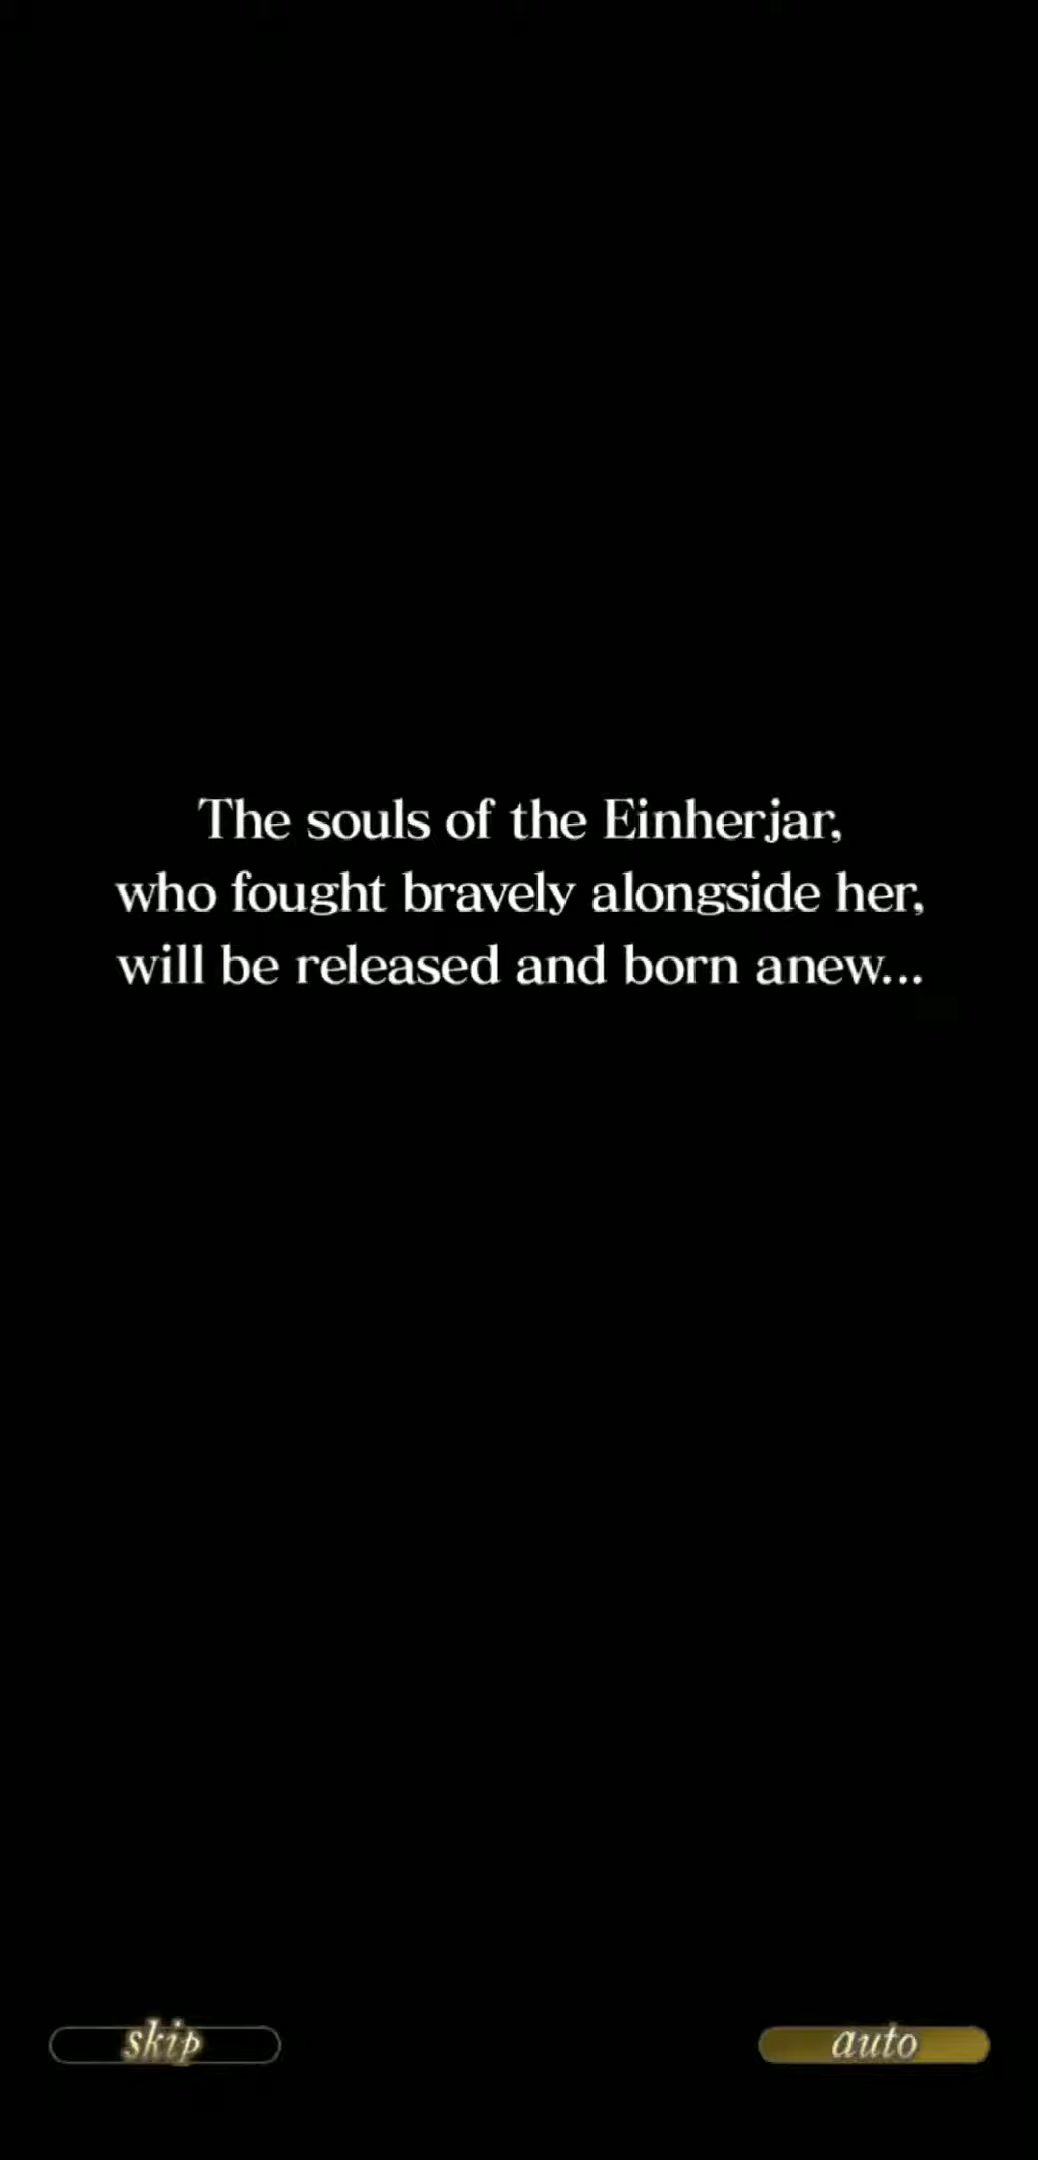 The souls of the Einherjar,
who fought bravely alongside her,
will be released and born anew...
skip
auto